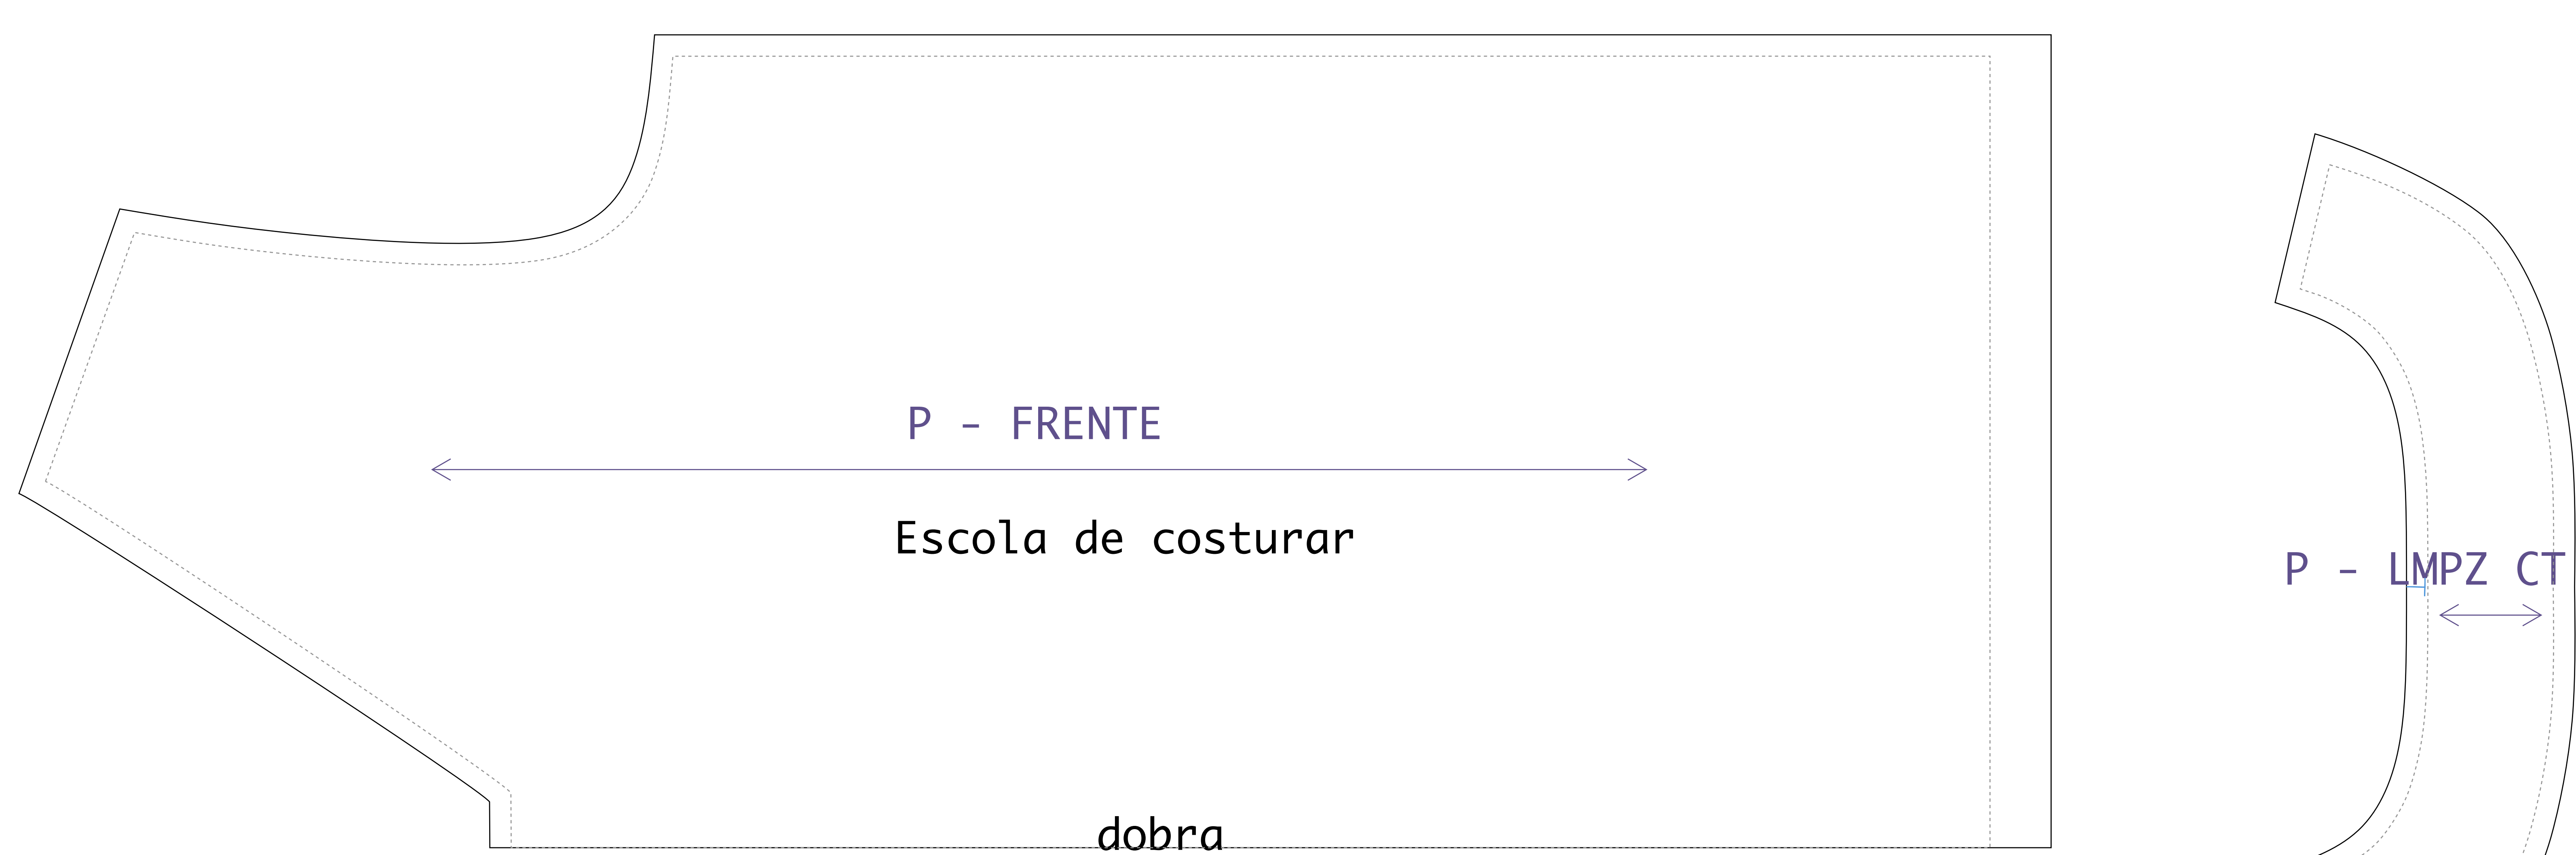 P - FRENTE
Escola de costurar
dobra
P - LMPZ CT